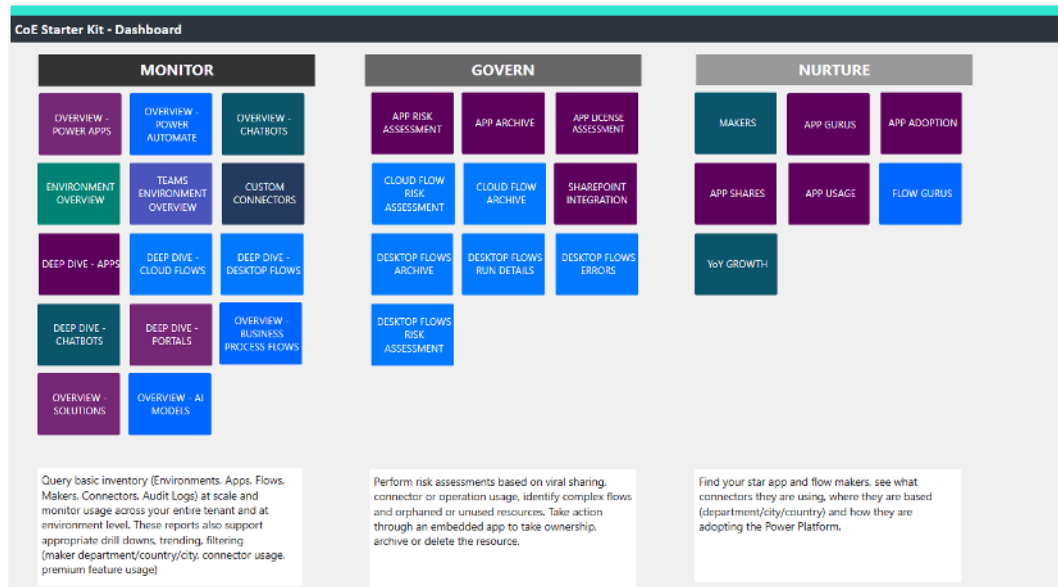 CoE Starter Kit - Dashboard
MONITOR
OVERVIEW -
POWER APPS
OVERVIEW -
POWER
AUTOMATE
OVERVIEW -
CHATBOTS
ENVIRONMENT
OVERVIEW
TEAMS
ENVIRONMENT
OVERVIEW
CUSTOM
CONNECTORS
DEEP DIVE - APPS
DEEP DIVE -
CLOUD FLOWS
DEEP DIVE -
DESKTOP FLOWS
DEEP DIVE -
CHATBOTS
DEEP DIVE -
PORTALS
OVERVIEW -
BUSINESS
PROCESS FLOWS
OVERVIEW -
SOLUTIONS
OVERVIEW - AI
MODELS
Query basic inventory (Environments, Apps, Flows,
Makers, Connectors, Audit Logs) at scale and
monitor usage across your entire tenant and at
environment level. These reports also support
appropriate drill downs, trending, filtering
(maker department/country/city, connector usage,
premium feature usage)
GOVERN
APP RISK
ASSESSMENT
APP ARCHIVE
APP LICENSE
ASSESSMENT
CLOUD FLOW
RISK
ASSESSMENT
CLOUD FLOW
ARCHIVE
SHAREPOINT
INTEGRATION
DESKTOP FLOWS
ARCHIVE
DESKTOP FLOWS
RUN DETAILS
DESKTOP FLOWS
ERRORS
DESKTOP FLOWS
RISK
ASSESSMENT
Perform risk assessments based on viral sharing,
connector or operation usage, identify complex flows
and orphaned or unused resources. Take action
through an embedded app to take ownership,
archive or delete the resource.
NURTURE
MAKERS
APP GURUS
APP ADOPTION
APP SHARES
APP USAGE
FLOW GURUS
YoY GROWTH
Find your star app and flow makers, see what
connectors they are using, where they are based
(department/city/country) and how they are
adopting the Power Platform.